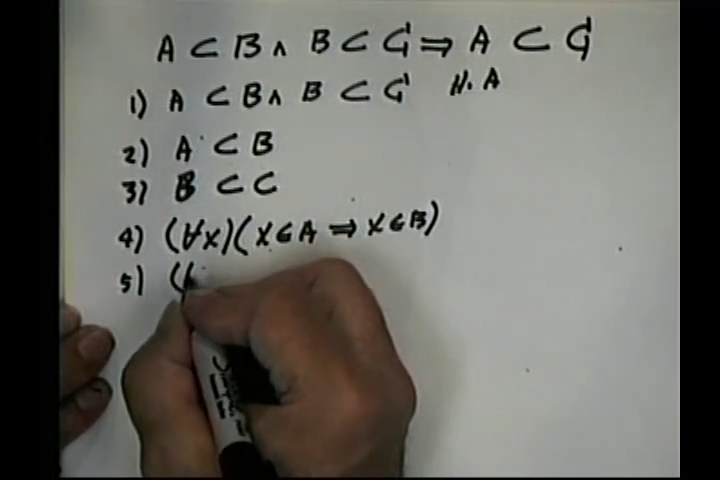 A ⊂ B ∧ B ⊂ C ⇒ A ⊂ C
1) A ⊂ B ∧ B ⊂ C H. A
2) A ⊂ B
3) B ⊂ C
4) (∀x)(x∈A ⇒ x∈B)
5) (